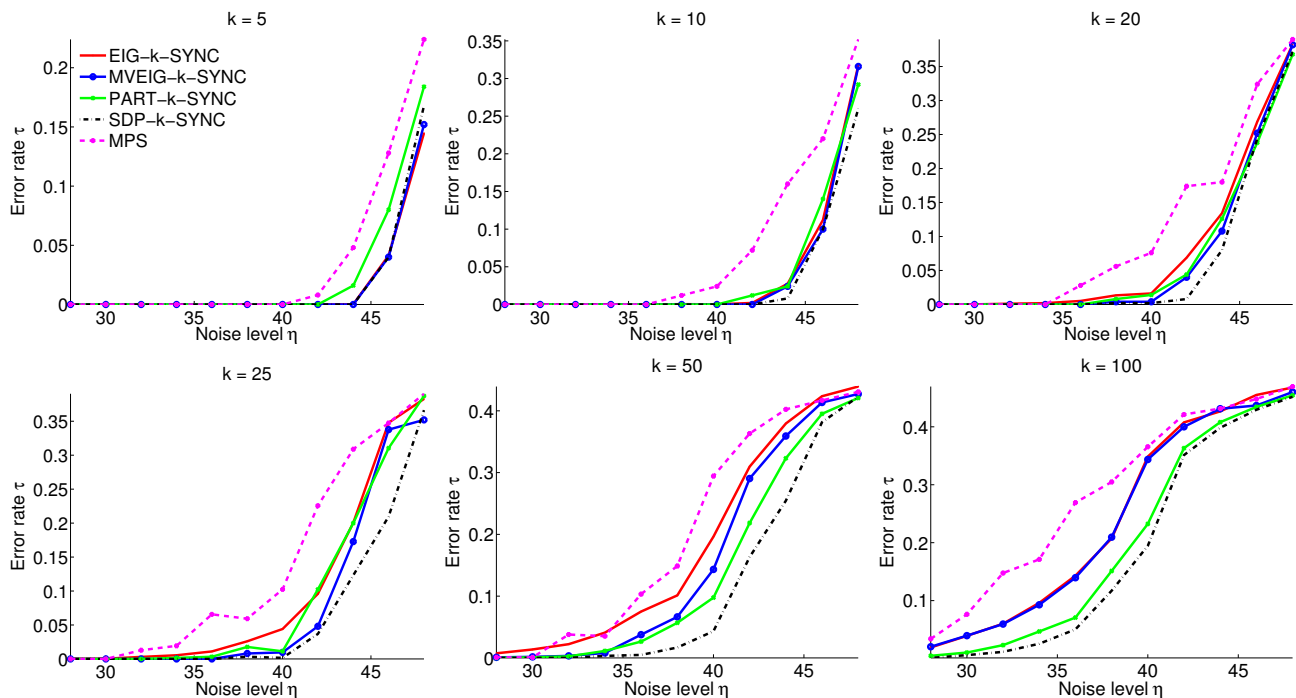 k = 5
0.2
0.15
0.1
0.05
0
Error rate τ
EIG−k−SYNC
MVEIG−k−SYNC
PART−k−SYNC
SDP−k−SYNC
MPS
30 35 40 45
Noise level η
k = 10
0.35
0.3
0.25
0.2
0.15
0.1
0.05
0
Error rate τ
30 35 40 45
Noise level η
k = 20
0.35
0.3
0.25
0.2
0.15
0.1
0.05
0
Error rate τ
30 35 40 45
Noise level η
k = 25
0.35
0.3
0.25
0.2
0.15
0.1
0.05
0
Error rate τ
30 35 40 45
Noise level η
k = 50
0.4
0.3
0.2
0.1
0
Error rate τ
30 35 40 45
Noise level η
k = 100
0.4
0.3
0.2
0.1
Error rate τ
30 35 40 45
Noise level η